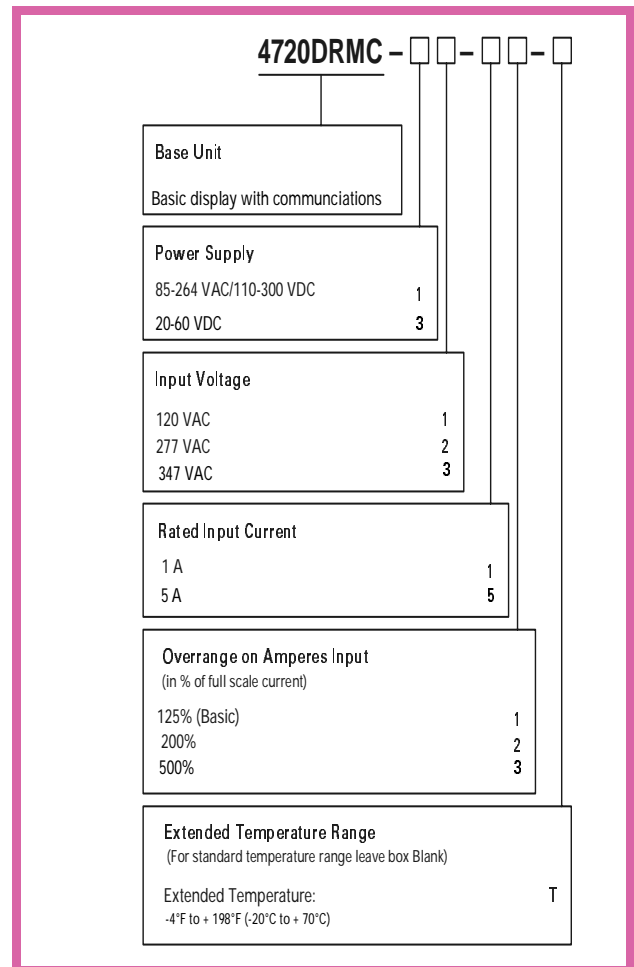 4720DRMC – □ □ – □ □ – □
Base Unit
Basic display with communciations
Power Supply
85-264 VAC/110-300 VDC 1
20-60 VDC 3
Input Voltage
120 VAC 1
277 VAC 2
347 VAC 3
Rated Input Current
1 A 1
5 A 5
Overrange on Amperes Input
(in % of full scale current)
125% (Basic) 1
200% 2
500% 3
Extended Temperature Range
(For standard temperature range leave box Blank)
Extended Temperature: T
-4°F to + 198°F (-20°C to + 70°C)